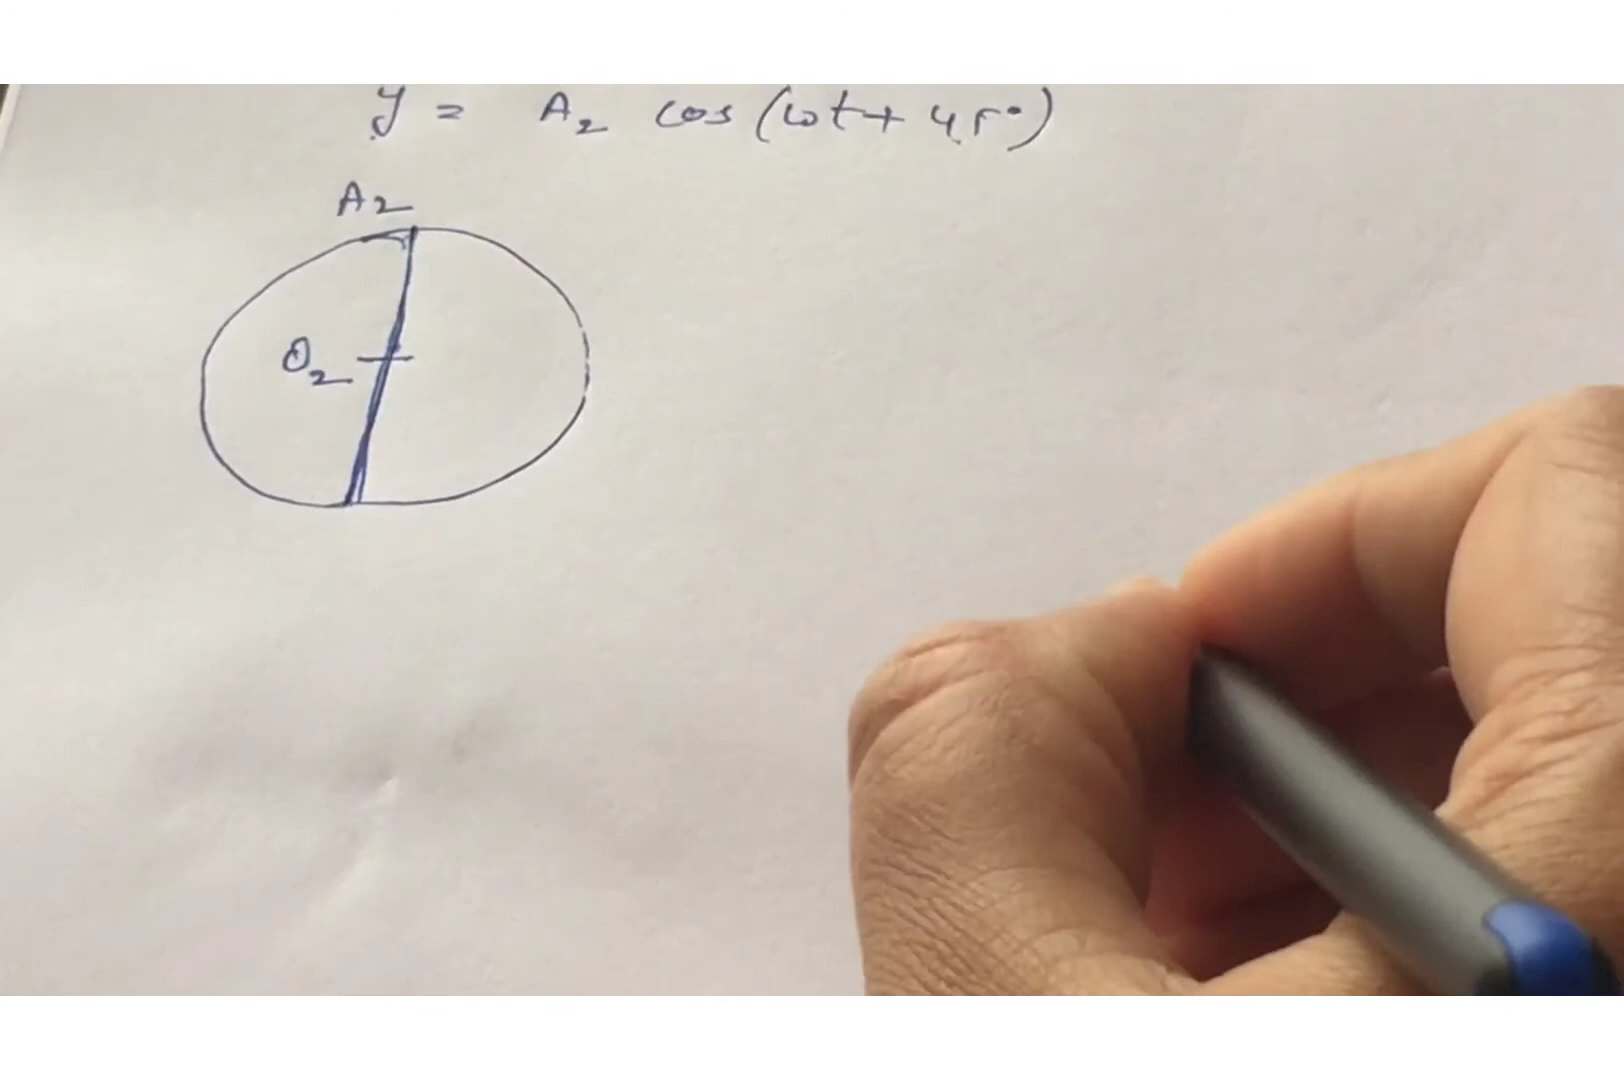 y = A₂ cos(ωt + 45°)
A₂
O₂